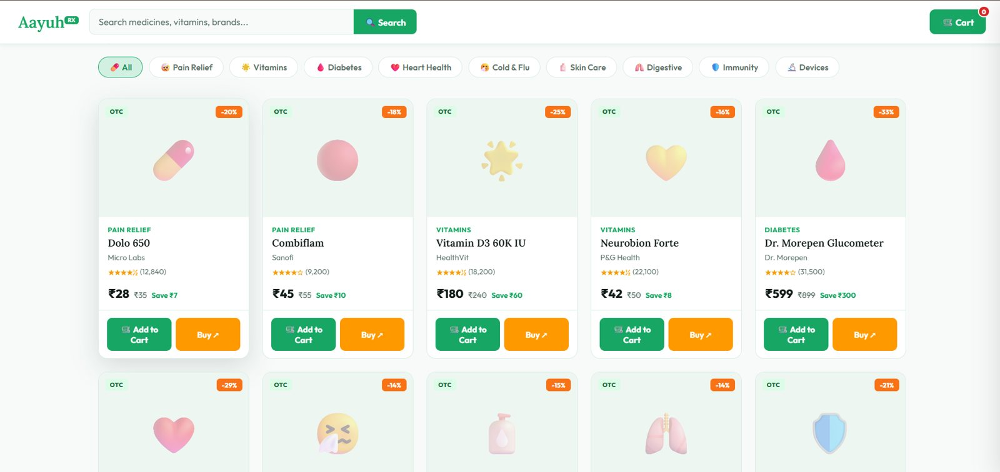 Aayuh RX
Search medicines, vitamins, brands...
Search
Cart
0
All
Pain Relief
Vitamins
Diabetes
Heart Health
Cold & Flu
Skin Care
Digestive
Immunity
Devices
OTC
-20%
PAIN RELIEF
Dolo 650
Micro Labs
★★★★½ (12,840)
₹28 ₹35 Save ₹7
Add to
Cart
Buy ↗
OTC
-18%
PAIN RELIEF
Combiflam
Sanofi
★★★★☆ (9,200)
₹45 ₹55 Save ₹10
Add to
Cart
Buy ↗
OTC
-25%
VITAMINS
Vitamin D3 60K IU
HealthVit
★★★★½ (18,200)
₹180 ₹240 Save ₹60
Add to
Cart
Buy ↗
OTC
-16%
VITAMINS
Neurobion Forte
P&G Health
★★★★½ (22,100)
₹42 ₹50 Save ₹8
Add to
Cart
Buy ↗
OTC
-33%
DIABETES
Dr. Morepen Glucometer
Dr. Morepen
★★★★☆ (31,500)
₹599 ₹899 Save ₹300
Add to
Cart
Buy ↗
OTC
-29%
OTC
-14%
OTC
-15%
OTC
-14%
OTC
-21%